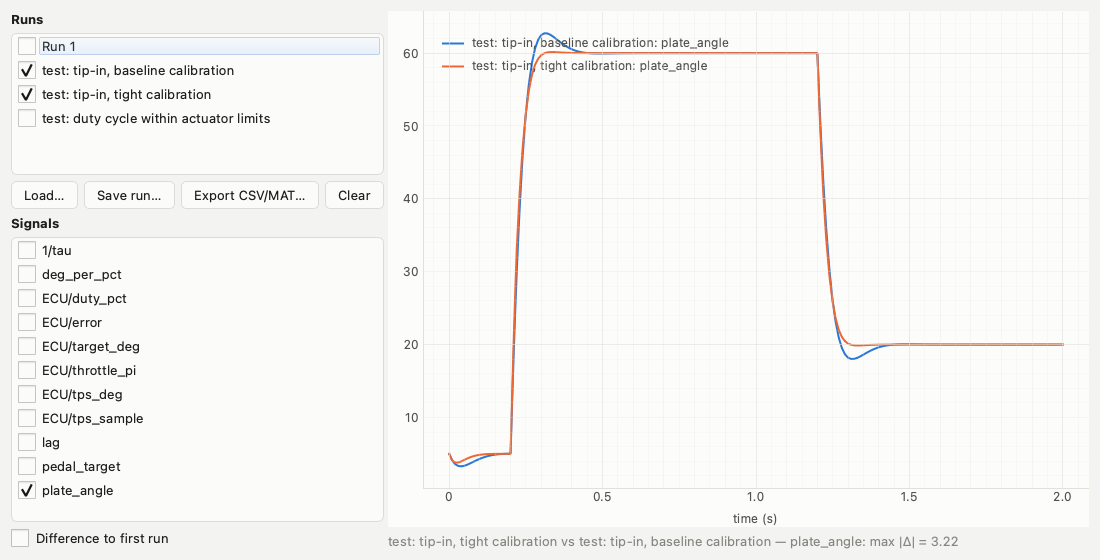 Runs
Run 1
test: tip-in, baseline calibration
test: tip-in, tight calibration
test: duty cycle within actuator limits
Load...
Save run...
Export CSV/MAT...
Clear
Signals
1/tau
deg_per_pct
ECU/duty_pct
ECU/error
ECU/target_deg
ECU/throttle_pi
ECU/tps_deg
ECU/tps_sample
lag
pedal_target
plate_angle
Difference to first run
test: tip-in, baseline calibration: plate_angle
test: tip-in, tight calibration: plate_angle
60
50
40
30
20
10
0
0.5
1.0
1.5
2.0
time (s)
test: tip-in, tight calibration vs test: tip-in, baseline calibration — plate_angle: max |Δ| = 3.22